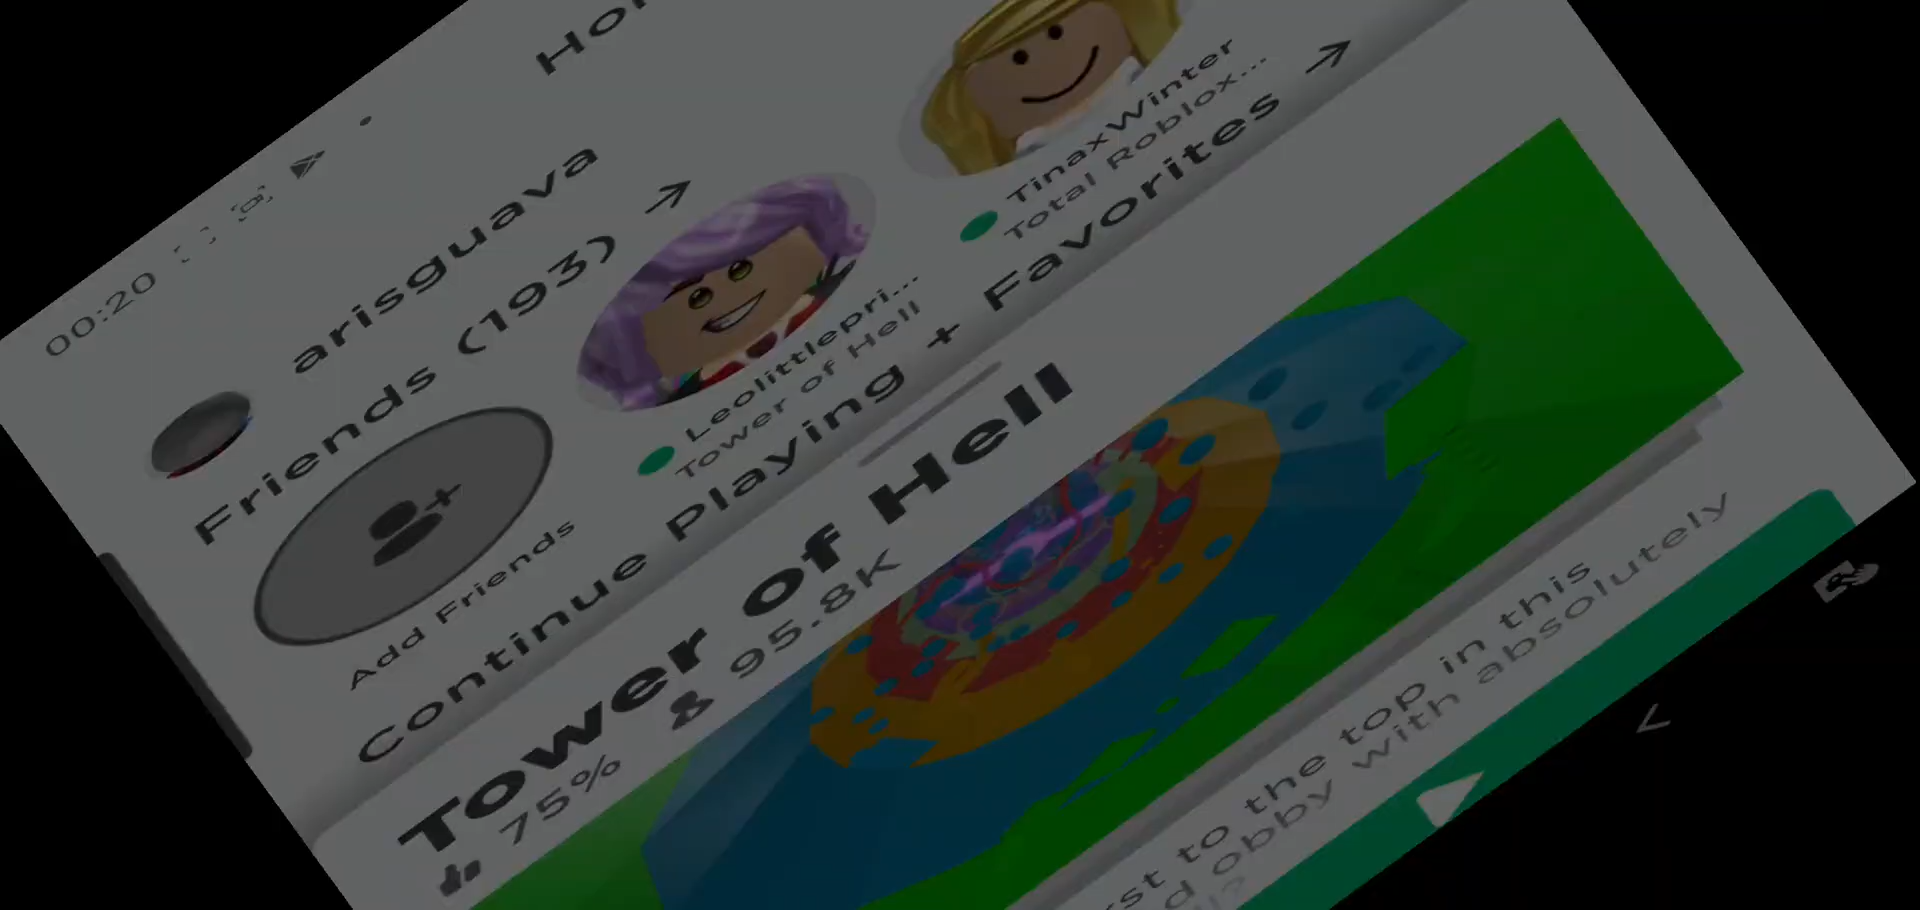 00:20
arisguava
Friends (193)
Add Friends
Leolittlepri...
Tower of Hell
TinaxWinter
Total Roblox...
Continue Playing + Favorites
Tower of Hell
75% 95.8K
to the top in this
obby with absolutely